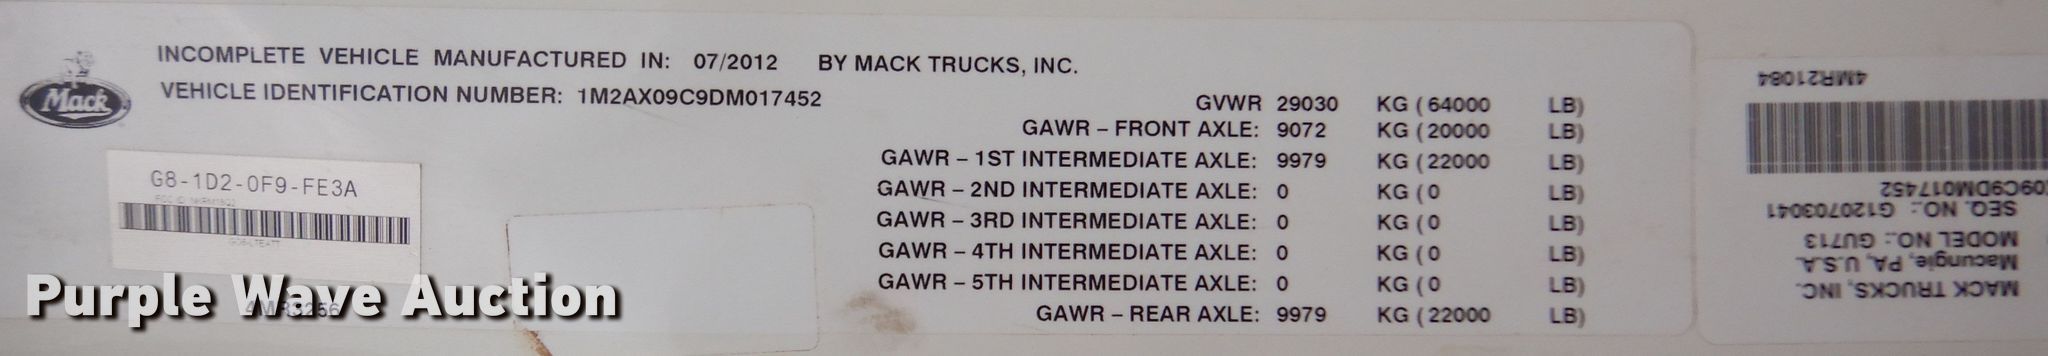 INCOMPLETE VEHICLE MANUFACTURED IN: 07/2012 BY MACK TRUCKS, INC.
VEHICLE IDENTIFICATION NUMBER: 1M2AX09C9DM017452
Mack
GVWR 29030 KG ( 64000 LB)
GAWR – FRONT AXLE: 9072 KG ( 20000 LB)
GAWR – 1ST INTERMEDIATE AXLE: 9979 KG ( 22000 LB)
GAWR – 2ND INTERMEDIATE AXLE: 0 KG ( 0 LB)
GAWR – 3RD INTERMEDIATE AXLE: 0 KG ( 0 LB)
GAWR – 4TH INTERMEDIATE AXLE: 0 KG ( 0 LB)
GAWR – 5TH INTERMEDIATE AXLE: 0 KG ( 0 LB)
GAWR – REAR AXLE: 9979 KG ( 22000 LB)
G8-1D2-0F9-FE3A
Purple Wave Auction
MACK TRUCKS, INC.
Macungie, PA, U.S.A.
MODEL NO.: GU713
SEQ. NO.: G120703041
09C9DM017452
4MR21084